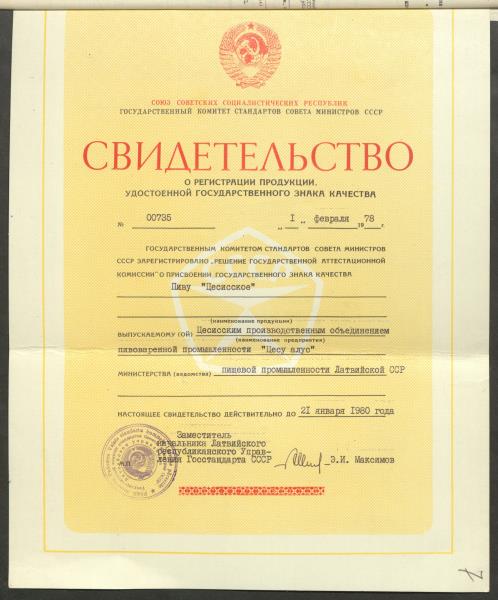 СОЮЗ СОВЕТСКИХ СОЦИАЛИСТИЧЕСКИХ РЕСПУБЛИК
ГОСУДАРСТВЕННЫЙ КОМИТЕТ СТАНДАРТОВ СОВЕТА МИНИСТРОВ СССР
СВИДЕТЕЛЬСТВО
О РЕГИСТРАЦИИ ПРОДУКЦИИ,
УДОСТОЕННОЙ ГОСУДАРСТВЕННОГО ЗНАКА КАЧЕСТВА
№ 00735 „ I „ февраля 1978 г.
ГОСУДАРСТВЕННЫМ КОМИТЕТОМ СТАНДАРТОВ СОВЕТА МИНИСТРОВ
СССР ЗАРЕГИСТРИРОВАНО „РЕШЕНИЕ ГОСУДАРСТВЕННОЙ АТТЕСТАЦИОННОЙ
КОМИССИИ" О ПРИСВОЕНИИ ГОСУДАРСТВЕННОГО ЗНАКА КАЧЕСТВА
Пиву "Цесисское"
(наименование продукции)
ВЫПУСКАЕМОМУ (ОЙ) Цесисским производственным объединением
(наименование предприятия)
пивоваренной промышленности "Цесу алус"
МИНИСТЕРСТВА (ведомства) пищевой промышленности Латвийской ССР
НАСТОЯЩЕЕ СВИДЕТЕЛЬСТВО ДЕЙСТВИТЕЛЬНО ДО 21 января 1980 года
Заместитель
начальника Латвийского
республиканского Управ-
ления Госстандарта СССР Э.И. Максимов
М.П.